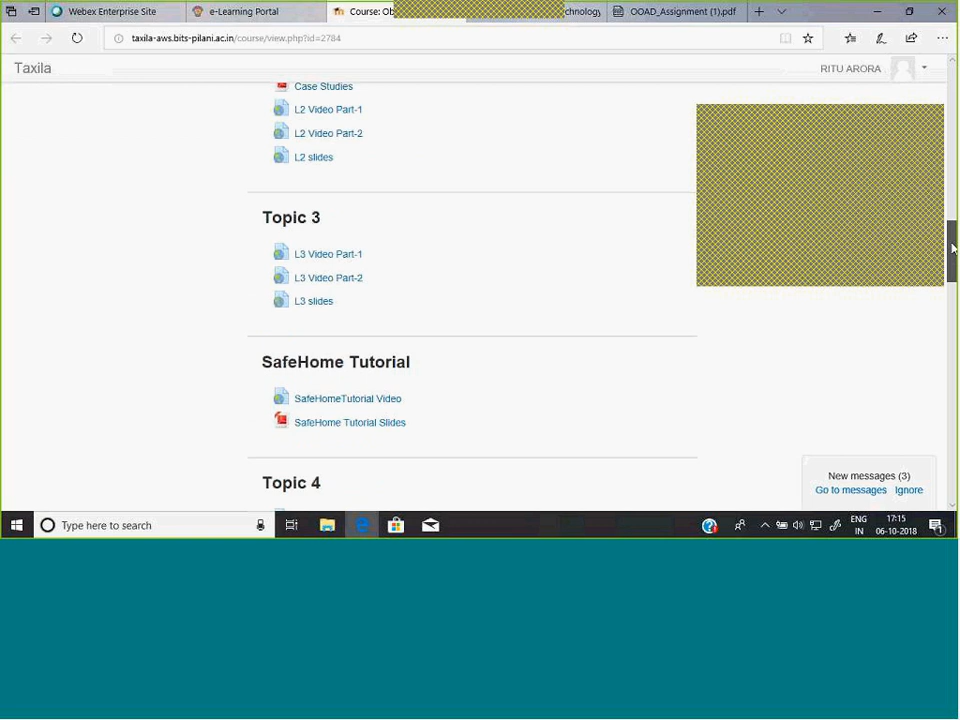 Webex Enterprise Site
e-Learning Portal
Course: Ob
chnology
OOAD_Assignment (1).pdf
taxila-aws.bits-pilani.ac.in/course/view.php?id=2784
Taxila
RITU ARORA
Case Studies
L2 Video Part-1
L2 Video Part-2
L2 slides
Topic 3
L3 Video Part-1
L3 Video Part-2
L3 slides
SafeHome Tutorial
SafeHomeTutorial Video
SafeHome Tutorial Slides
Topic 4
New messages (3)
Go to messages Ignore
Type here to search
ENG
IN
17:15
06-10-2018
1